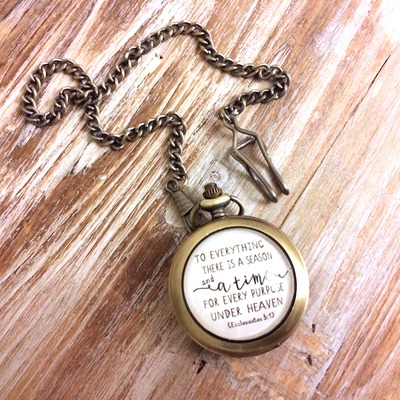 TO EVERYTHING
THERE IS A SEASON
and
a time
FOR EVERY PURPOSE
UNDER HEAVEN
{Ecclesiastes 3:1}